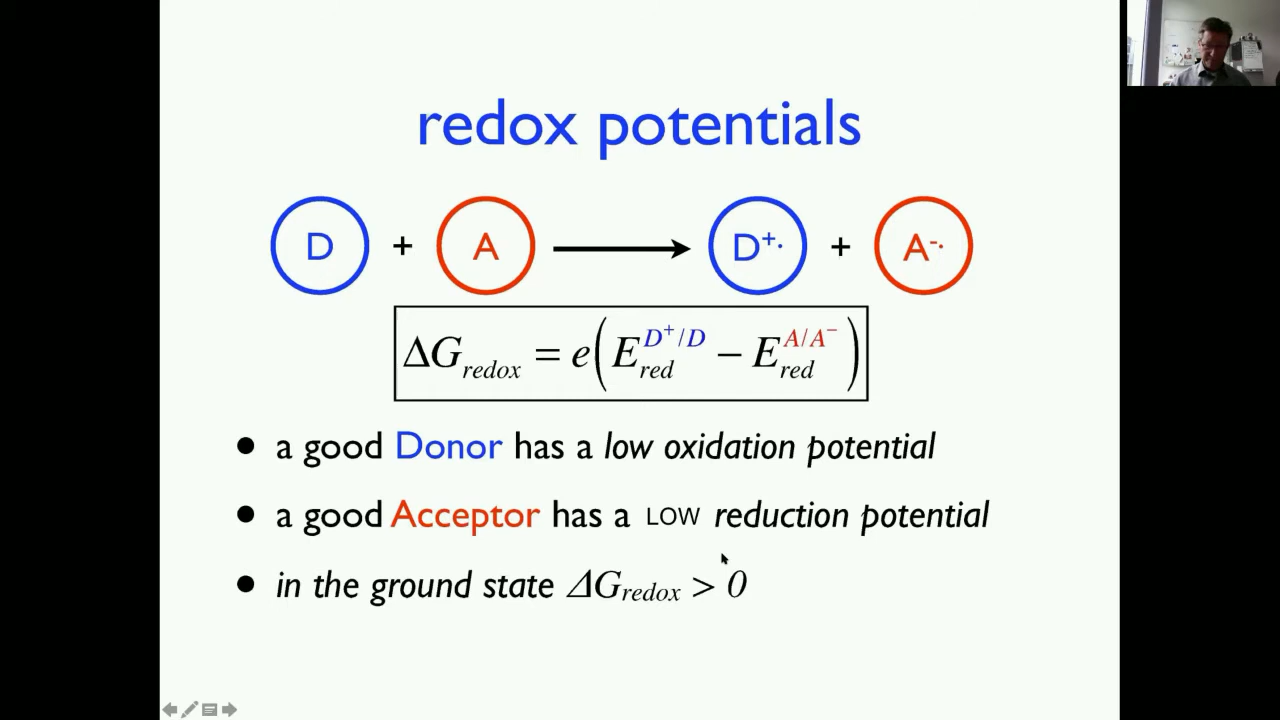 redox potentials
D + A → D⁺· + A⁻·
ΔG_redox = e(E_red^{D⁺/D} − E_red^{A/A⁻})
• a good Donor has a low oxidation potential
• a good Acceptor has a LOW reduction potential
• in the ground state ΔG_redox > 0